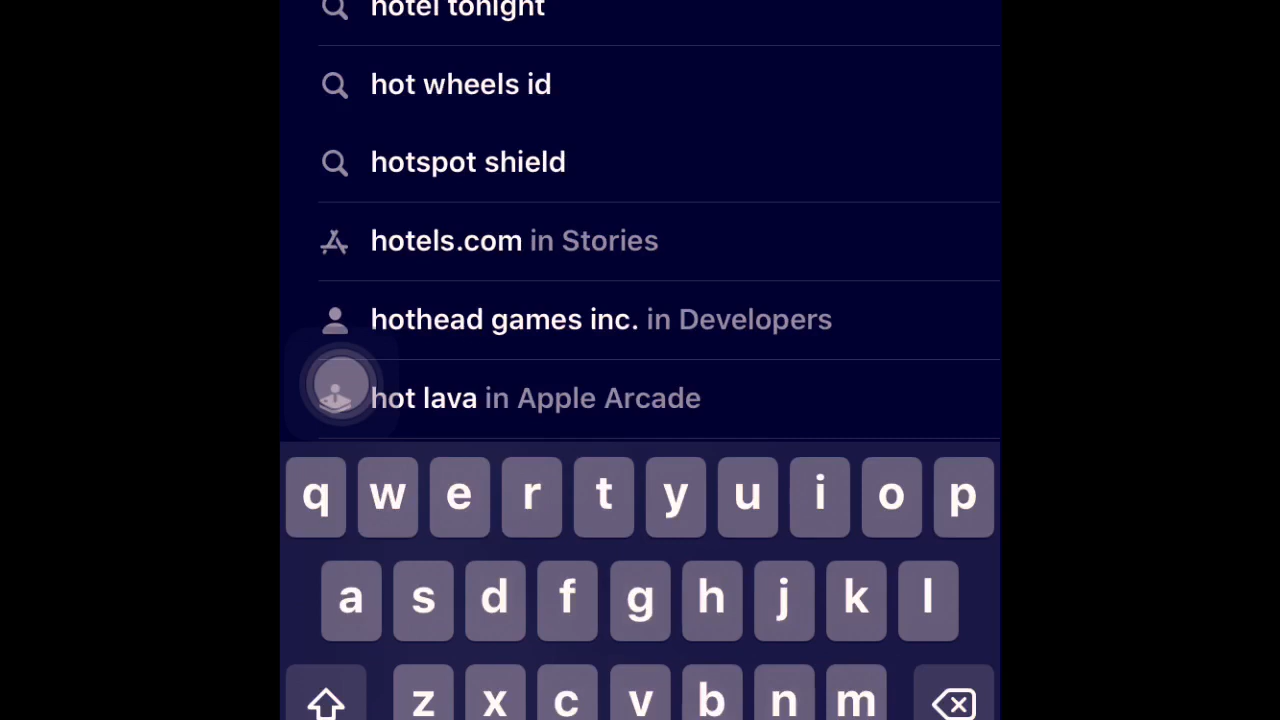 hotel tonight
hot wheels id
hotspot shield
hotels.com in Stories
hothead games inc. in Developers
hot lava in Apple Arcade
q w e r t y u i o p
a s d f g h j k l
z x c v b n m